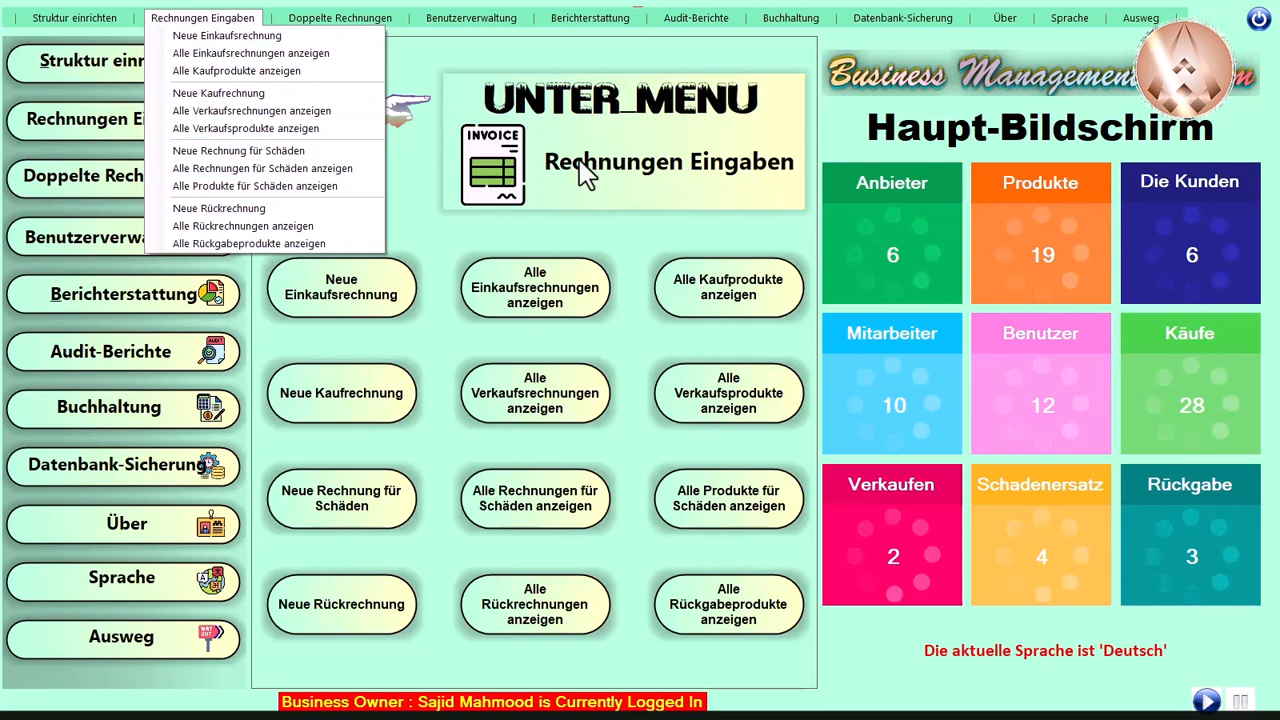 Struktur einrichten | Rechnungen Eingaben | Doppelte Rechnungen | Benutzerverwaltung | Berichterstattung | Audit-Berichte | Buchhaltung | Datenbank-Sicherung | Über | Sprache | Ausweg
Neue Einkaufsrechnung
Alle Einkaufsrechnungen anzeigen
Alle Kaufprodukte anzeigen
Neue Kaufrechnung
Alle Verkaufsrechnungen anzeigen
Alle Verkaufsprodukte anzeigen
Neue Rechnung für Schäden
Alle Rechnungen für Schäden anzeigen
Alle Produkte für Schäden anzeigen
Neue Rückrechnung
Alle Rückrechnungen anzeigen
Alle Rückgabeprodukte anzeigen
Struktur einr
Rechnungen Ei
Doppelte Rech
Benutzerverwa
Berichterstattung
Audit-Berichte
AUDIT
Buchhaltung
Datenbank-Sicherung
Über
Sprache
Ausweg
WAY OUT
UNTER_MENU
INVOICE
Rechnungen Eingaben
Neue
Einkaufsrechnung
Alle
Einkaufsrechnungen
anzeigen
Alle Kaufprodukte
anzeigen
Neue Kaufrechnung
Alle
Verkaufsrechnungen
anzeigen
Alle
Verkaufsprodukte
anzeigen
Neue Rechnung für
Schäden
Alle Rechnungen für
Schäden anzeigen
Alle Produkte für
Schäden anzeigen
Neue Rückrechnung
Alle
Rückrechnungen
anzeigen
Alle
Rückgabeprodukte
anzeigen
Business Management
Haupt-Bildschirm
Anbieter
6
Produkte
19
Die Kunden
6
Mitarbeiter
10
Benutzer
12
Käufe
28
Verkaufen
2
Schadenersatz
4
Rückgabe
3
Die aktuelle Sprache ist 'Deutsch'
Business Owner : Sajid Mahmood is Currently Logged In